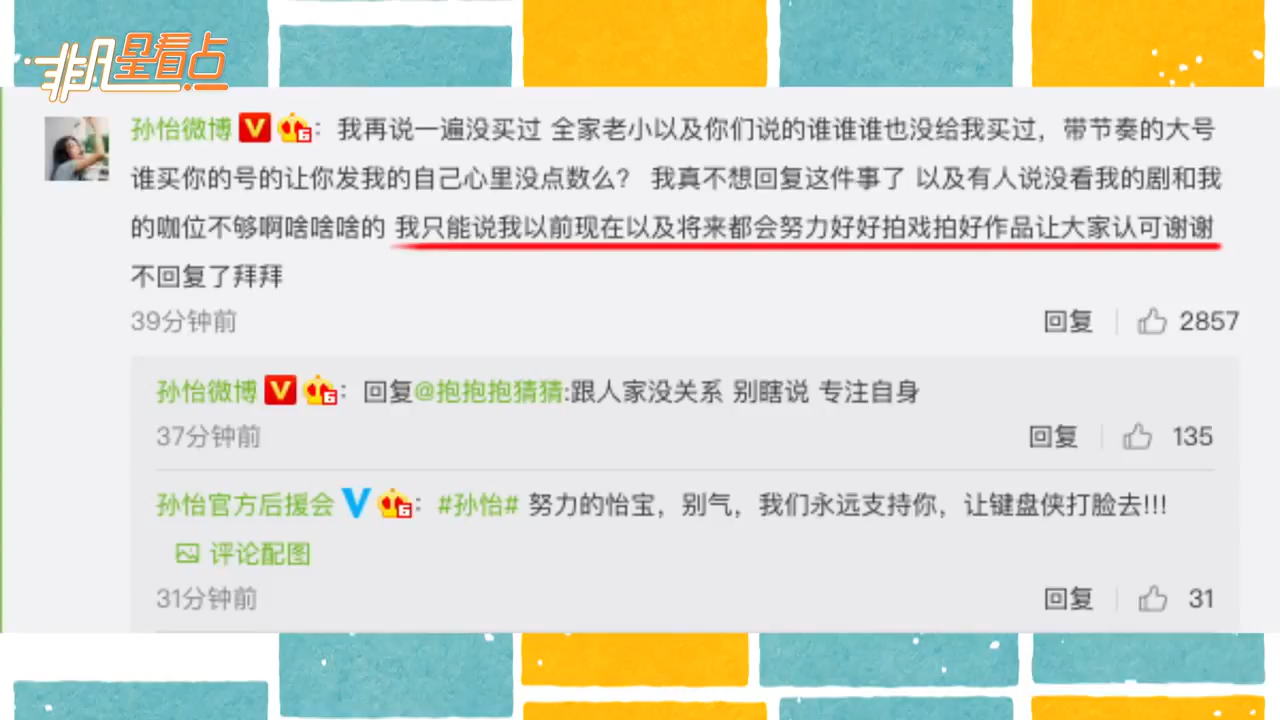 非凡星看点
孙怡微博 V 6：我再说一遍没买过 全家老小以及你们说的谁谁谁也没给我买过，带节奏的大号
谁买你的号的让你发我的自己心里没点数么？ 我真不想回复这件事了 以及有人说没看我的剧和我
的咖位不够啊啥啥啥的 我只能说我以前现在以及将来都会努力好好拍戏拍好作品让大家认可谢谢
不回复了拜拜
39分钟前 回复 2857
孙怡微博 V 6：回复@抱抱抱猜猜:跟人家没关系 别瞎说 专注自身
37分钟前 回复 135
孙怡官方后援会 V 6：#孙怡# 努力的怡宝，别气，我们永远支持你，让键盘侠打脸去!!!
评论配图
31分钟前 回复 31